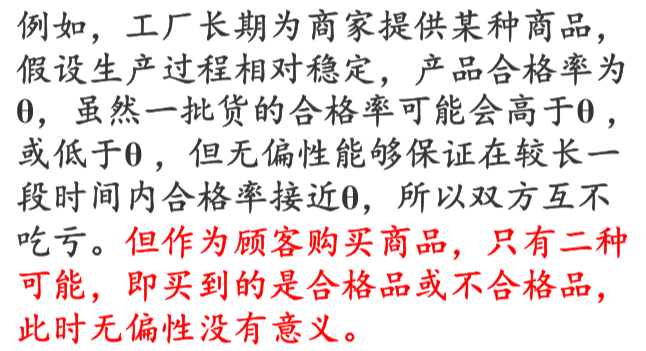 例如，工厂长期为商家提供某种商品，
假设生产过程相对稳定，产品合格率为
θ，虽然一批货的合格率可能会高于θ，
或低于θ，但无偏性能够保证在较长一
段时间内合格率接近θ，所以双方互不
吃亏。但作为顾客购买商品，只有二种
可能，即买到的是合格品或不合格品，
此时无偏性没有意义。